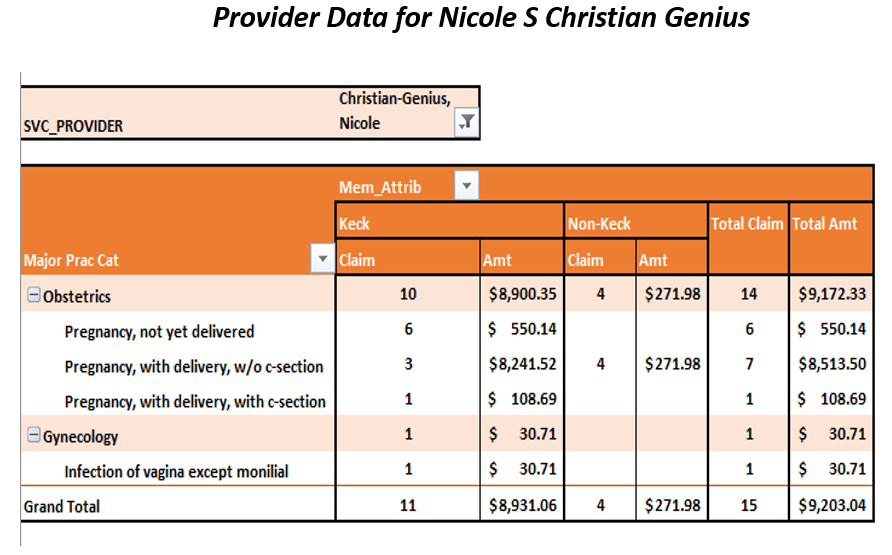 Provider Data for Nicole S Christian Genius
SVC_PROVIDER Christian-Genius, Nicole
Mem_Attrib
Keck Non-Keck Total Claim Total Amt
Major Prac Cat Claim Amt Claim Amt
Obstetrics 10 $8,900.35 4 $271.98 14 $9,172.33
Pregnancy, not yet delivered 6 $ 550.14 6 $ 550.14
Pregnancy, with delivery, w/o c-section 3 $8,241.52 4 $271.98 7 $8,513.50
Pregnancy, with delivery, with c-section 1 $ 108.69 1 $ 108.69
Gynecology 1 $ 30.71 1 $ 30.71
Infection of vagina except monilial 1 $ 30.71 1 $ 30.71
Grand Total 11 $8,931.06 4 $271.98 15 $9,203.04